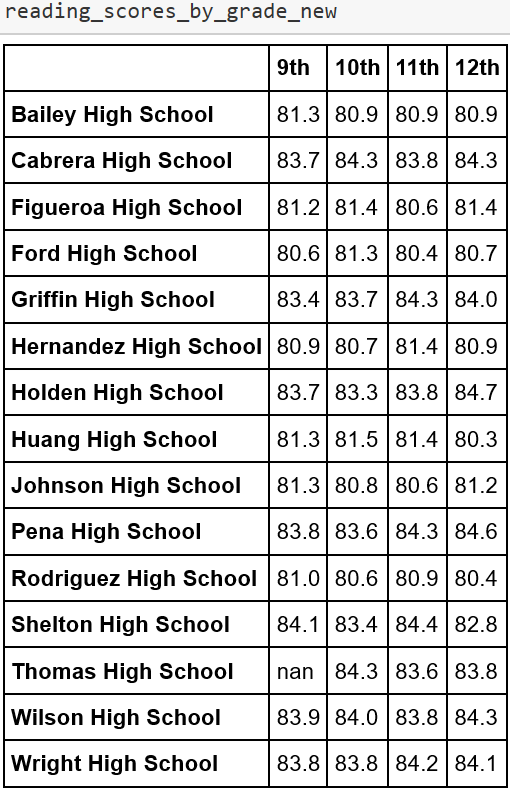 reading_scores_by_grade_new
9th 10th 11th 12th
Bailey High School 81.3 80.9 80.9 80.9
Cabrera High School 83.7 84.3 83.8 84.3
Figueroa High School 81.2 81.4 80.6 81.4
Ford High School 80.6 81.3 80.4 80.7
Griffin High School 83.4 83.7 84.3 84.0
Hernandez High School 80.9 80.7 81.4 80.9
Holden High School 83.7 83.3 83.8 84.7
Huang High School 81.3 81.5 81.4 80.3
Johnson High School 81.3 80.8 80.6 81.2
Pena High School 83.8 83.6 84.3 84.6
Rodriguez High School 81.0 80.6 80.9 80.4
Shelton High School 84.1 83.4 84.4 82.8
Thomas High School nan 84.3 83.6 83.8
Wilson High School 83.9 84.0 83.8 84.3
Wright High School 83.8 83.8 84.2 84.1